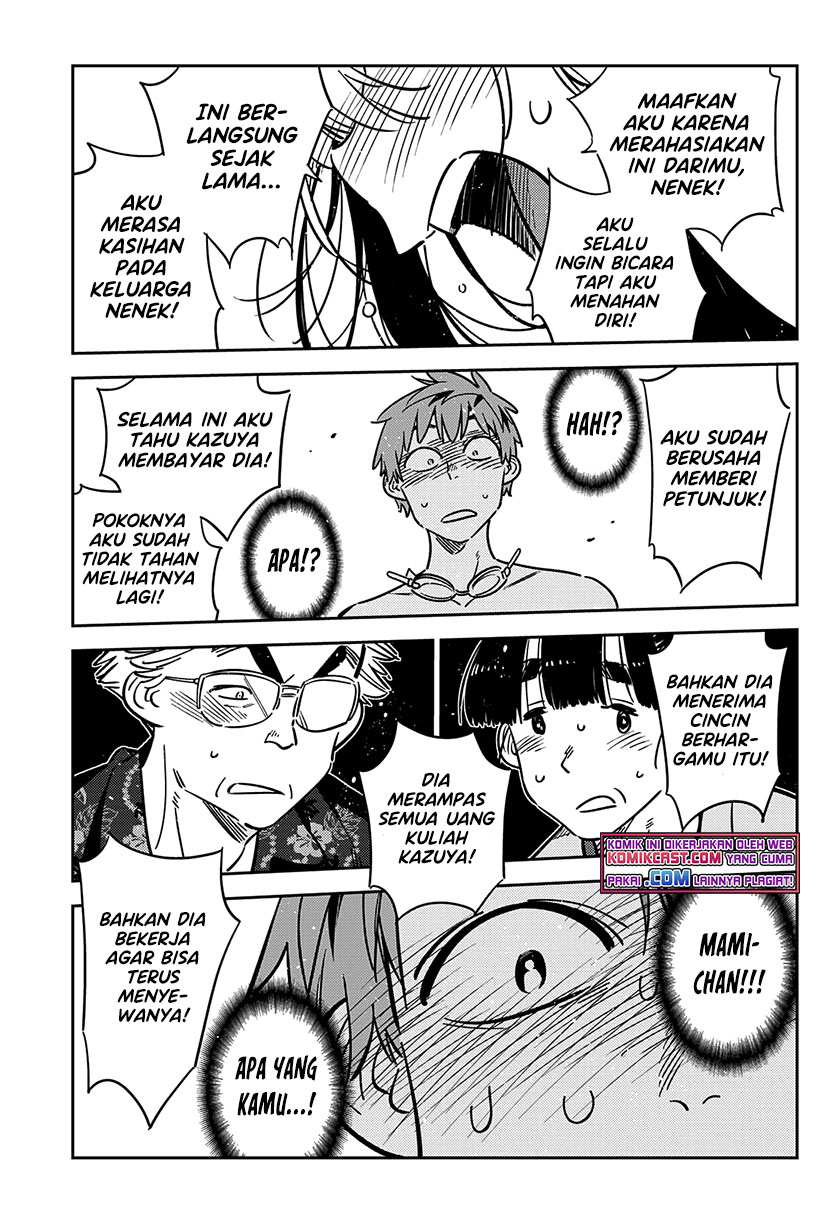 MAAFKAN
AKU KARENA
MERAHASIAKAN
INI DARIMU,
NENEK!
AKU
SELALU
INGIN BICARA
TAPI AKU
MENAHAN
DIRI!
INI BER-
LANGSUNG
SEJAK
LAMA...
AKU
MERASA
KASIHAN
PADA
KELUARGA
NENEK!
AKU SUDAH
BERUSAHA
MEMBERI
PETUNJUK!
HAH!?
SELAMA INI AKU
TAHU KAZUYA
MEMBAYAR DIA!
APA!?
POKOKNYA
AKU SUDAH
TIDAK TAHAN
MELIHATNYA
LAGI!
BAHKAN DIA
MENERIMA
CINCIN
BERHAR-
GAMU ITU!
DIA
MERAMPAS
SEMUA UANG
KULIAH
KAZUYA!
KOMIK INI DIKERJAKAN OLEH WEB
KOMIKCAST.COM YANG CUMA
PAKAI .COM LAINNYA PLAGIAT!
MAMI-
CHAN!!!
BAHKAN DIA
BEKERJA
AGAR BISA
TERUS
MENYE-
WANYA!
APA YANG
KAMU...!